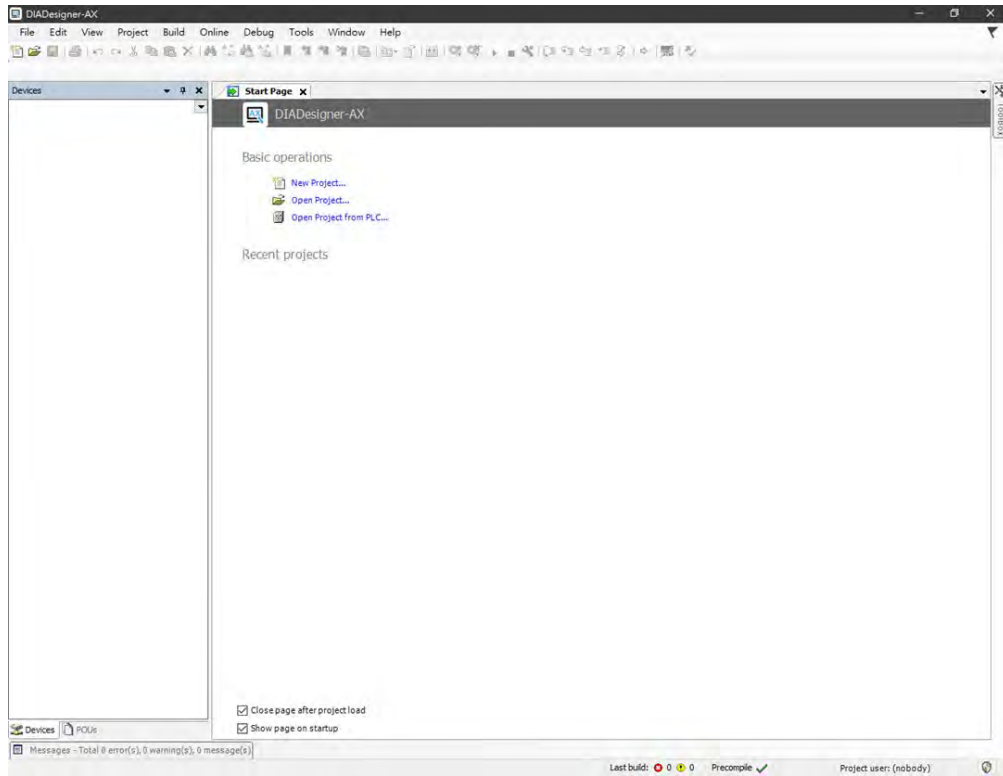 DIADesigner-AX
File Edit View Project Build Online Debug Tools Window Help
Devices
Start Page
Toolbox
DIADesigner-AX
Basic operations
New Project...
Open Project...
Open Project from PLC...
Recent projects
Close page after project load
Show page on startup
Devices POUs
Messages - Total 0 error(s), 0 warning(s), 0 message(s)
Last build: 0 0 Precompile Project user: (nobody)